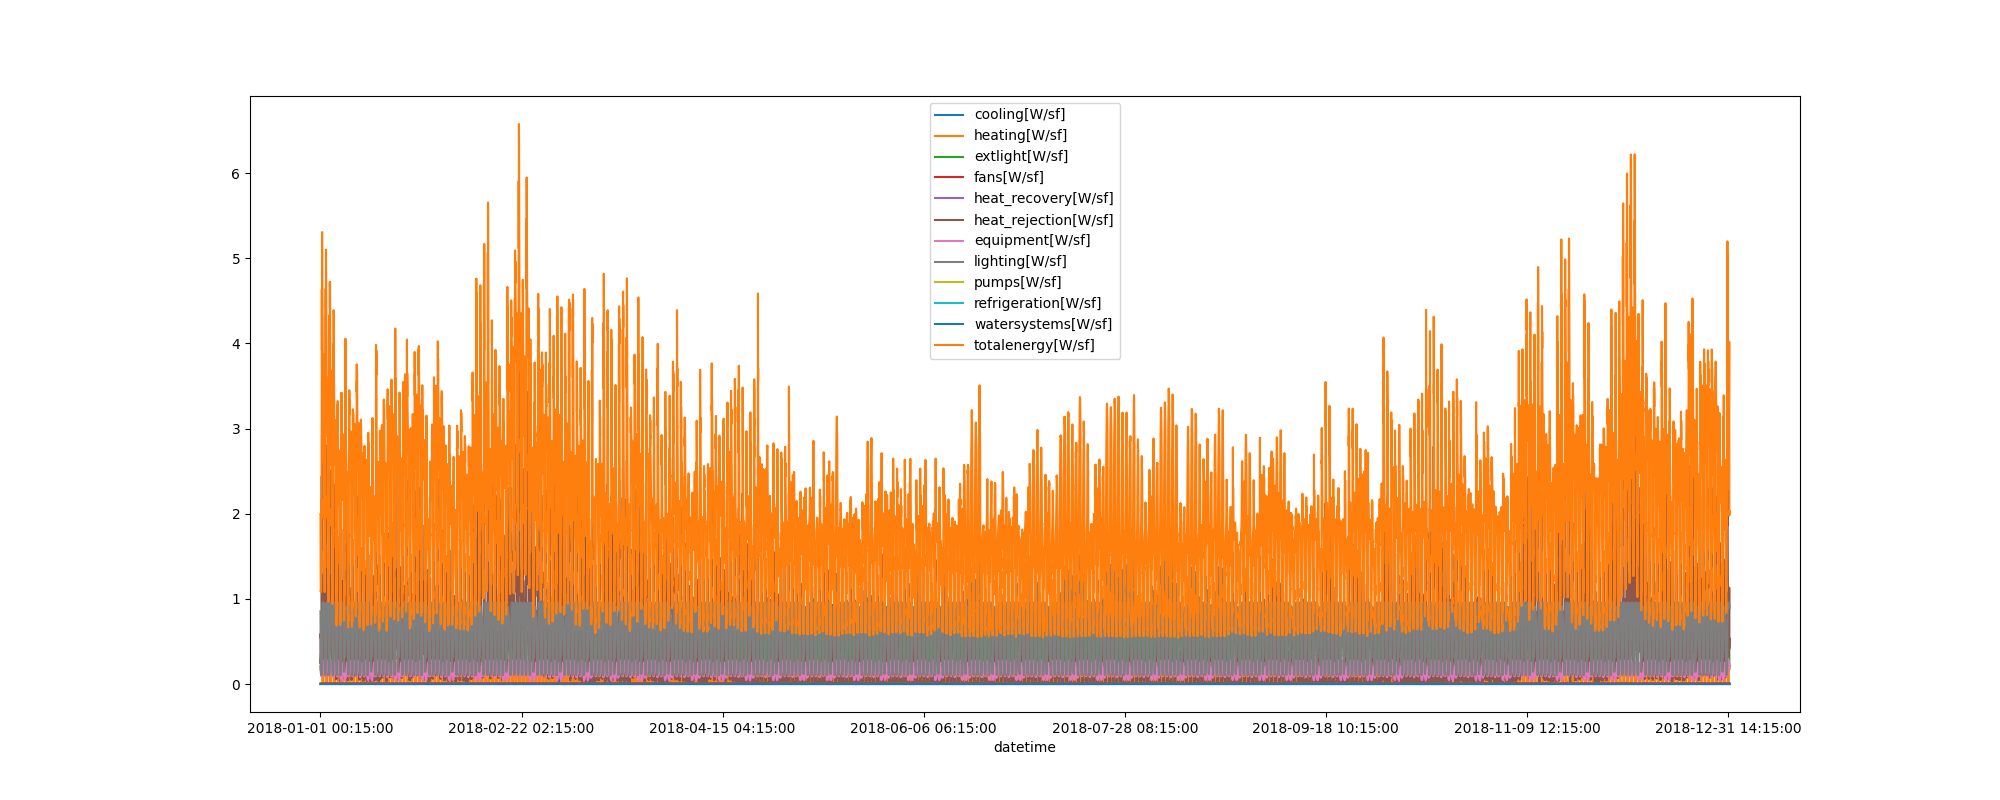 cooling[W/sf]
heating[W/sf]
extlight[W/sf]
fans[W/sf]
heat_recovery[W/sf]
heat_rejection[W/sf]
equipment[W/sf]
lighting[W/sf]
pumps[W/sf]
refrigeration[W/sf]
watersystems[W/sf]
totalenergy[W/sf]
6
5
4
3
2
1
0
2018-01-01 00:15:00 2018-02-22 02:15:00 2018-04-15 04:15:00 2018-06-06 06:15:00 2018-07-28 08:15:00 2018-09-18 10:15:00 2018-11-09 12:15:00 2018-12-31 14:15:00
datetime